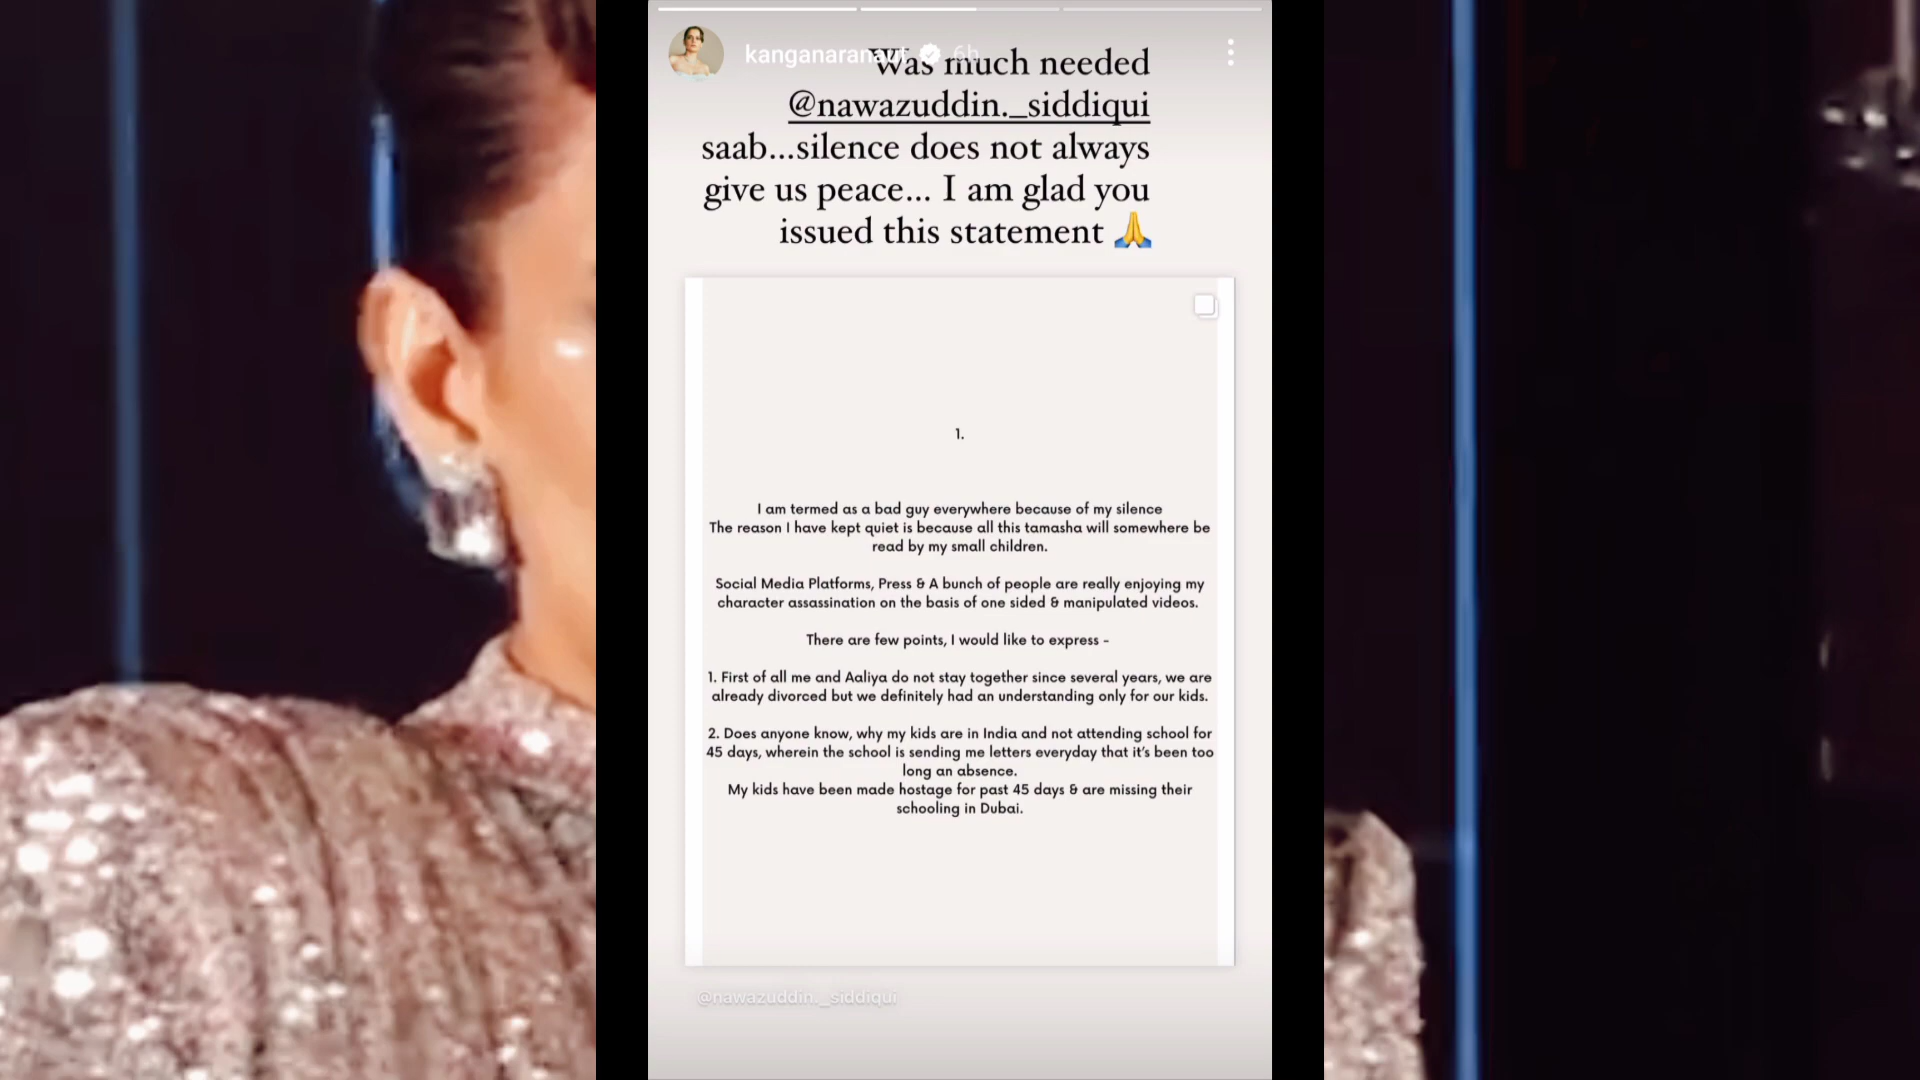 kanganaranaut 6h
Was much needed
@nawazuddin._siddiqui
saab...silence does not always
give us peace... I am glad you
issued this statement 🙏
1.
I am termed as a bad guy everywhere because of my silence
The reason I have kept quiet is because all this tamasha will somewhere be
read by my small children.
Social Media Platforms, Press & A bunch of people are really enjoying my
character assassination on the basis of one sided & manipulated videos.
There are few points, I would like to express -
1. First of all me and Aaliya do not stay together since several years, we are
already divorced but we definitely had an understanding only for our kids.
2. Does anyone know, why my kids are in India and not attending school for
45 days, wherein the school is sending me letters everyday that it's been too
long an absence.
My kids have been made hostage for past 45 days & are missing their
schooling in Dubai.
@nawazuddin._siddiqui